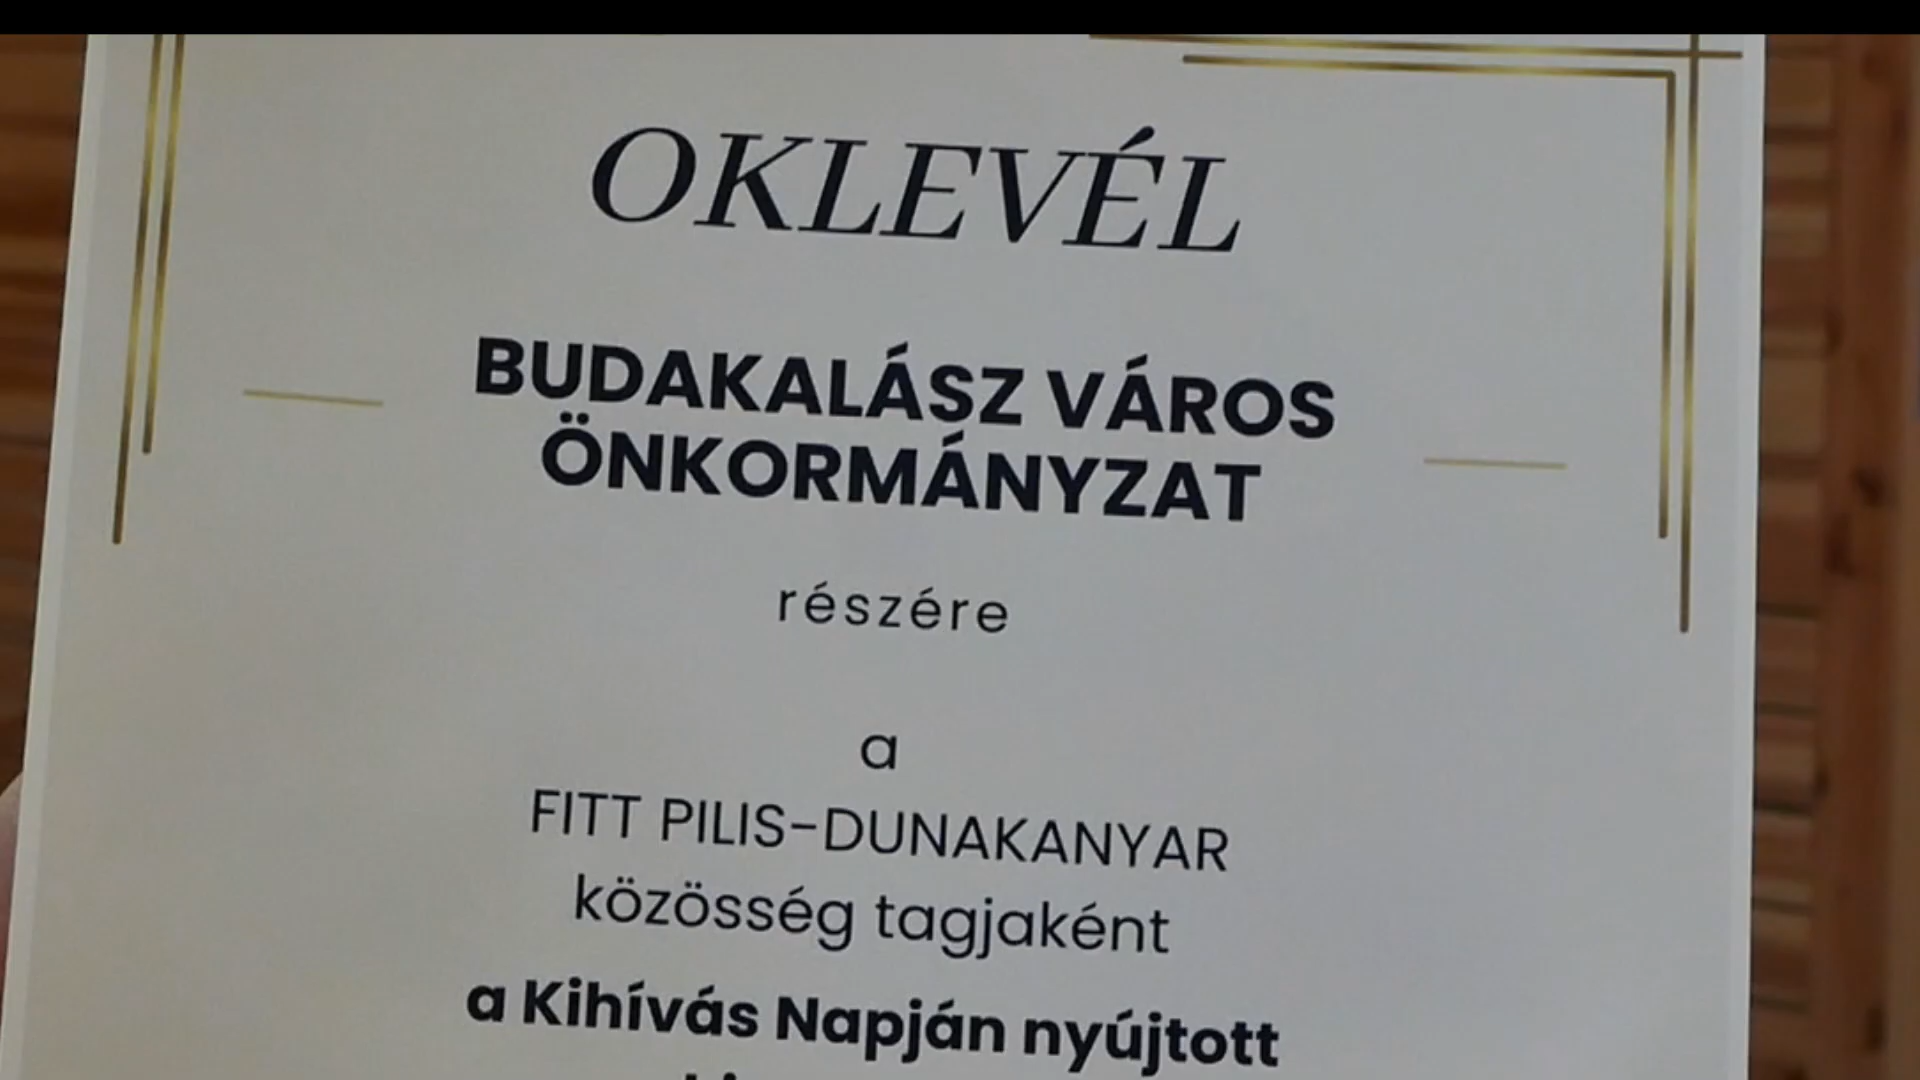 OKLEVÉL
BUDAKALÁSZ VÁROS
ÖNKORMÁNYZAT
részére
a
FITT PILIS-DUNAKANYAR
közösség tagjaként
a Kihívás Napján nyújtott